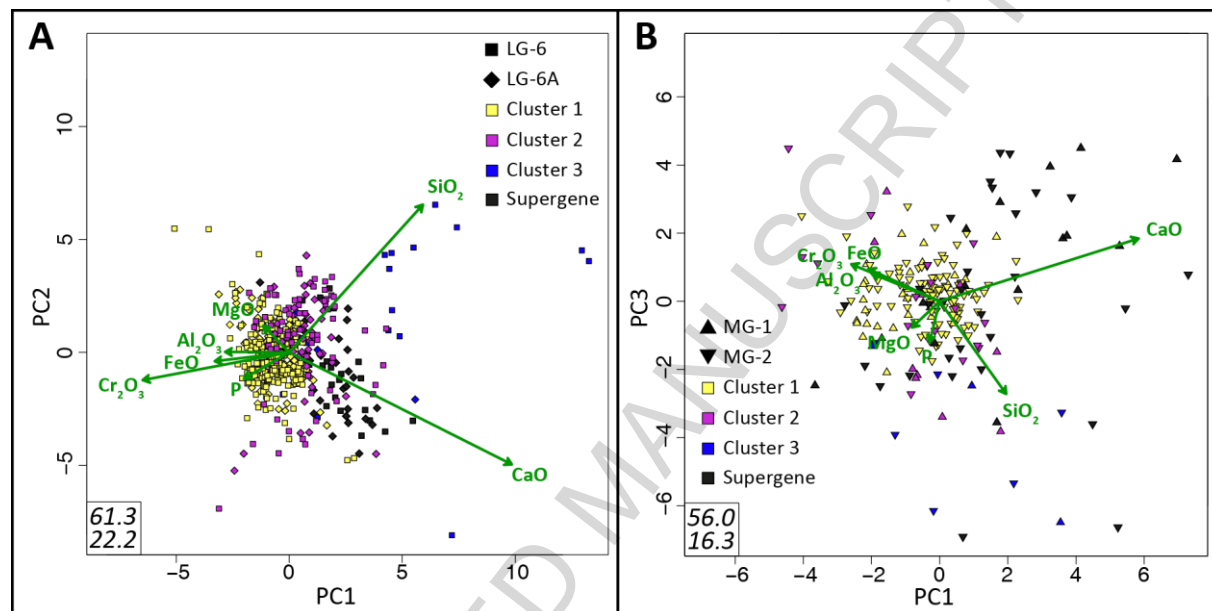 A
LG-6
LG-6A
Cluster 1
Cluster 2
Cluster 3
Supergene
SiO₂
MgO
Al₂O₃
FeO
Cr₂O₃
P
CaO
PC2
10
5
0
−5
61.3
22.2
−5 0 5 10
PC1
B
CaO
Cr₂O₃
FeO
Al₂O₃
MgO
P
SiO₂
MG-1
MG-2
Cluster 1
Cluster 2
Cluster 3
Supergene
PC3
6
4
2
0
−2
−4
−6
56.0
16.3
−6 −4 −2 0 2 4 6
PC1
ED MANUSCRIPT